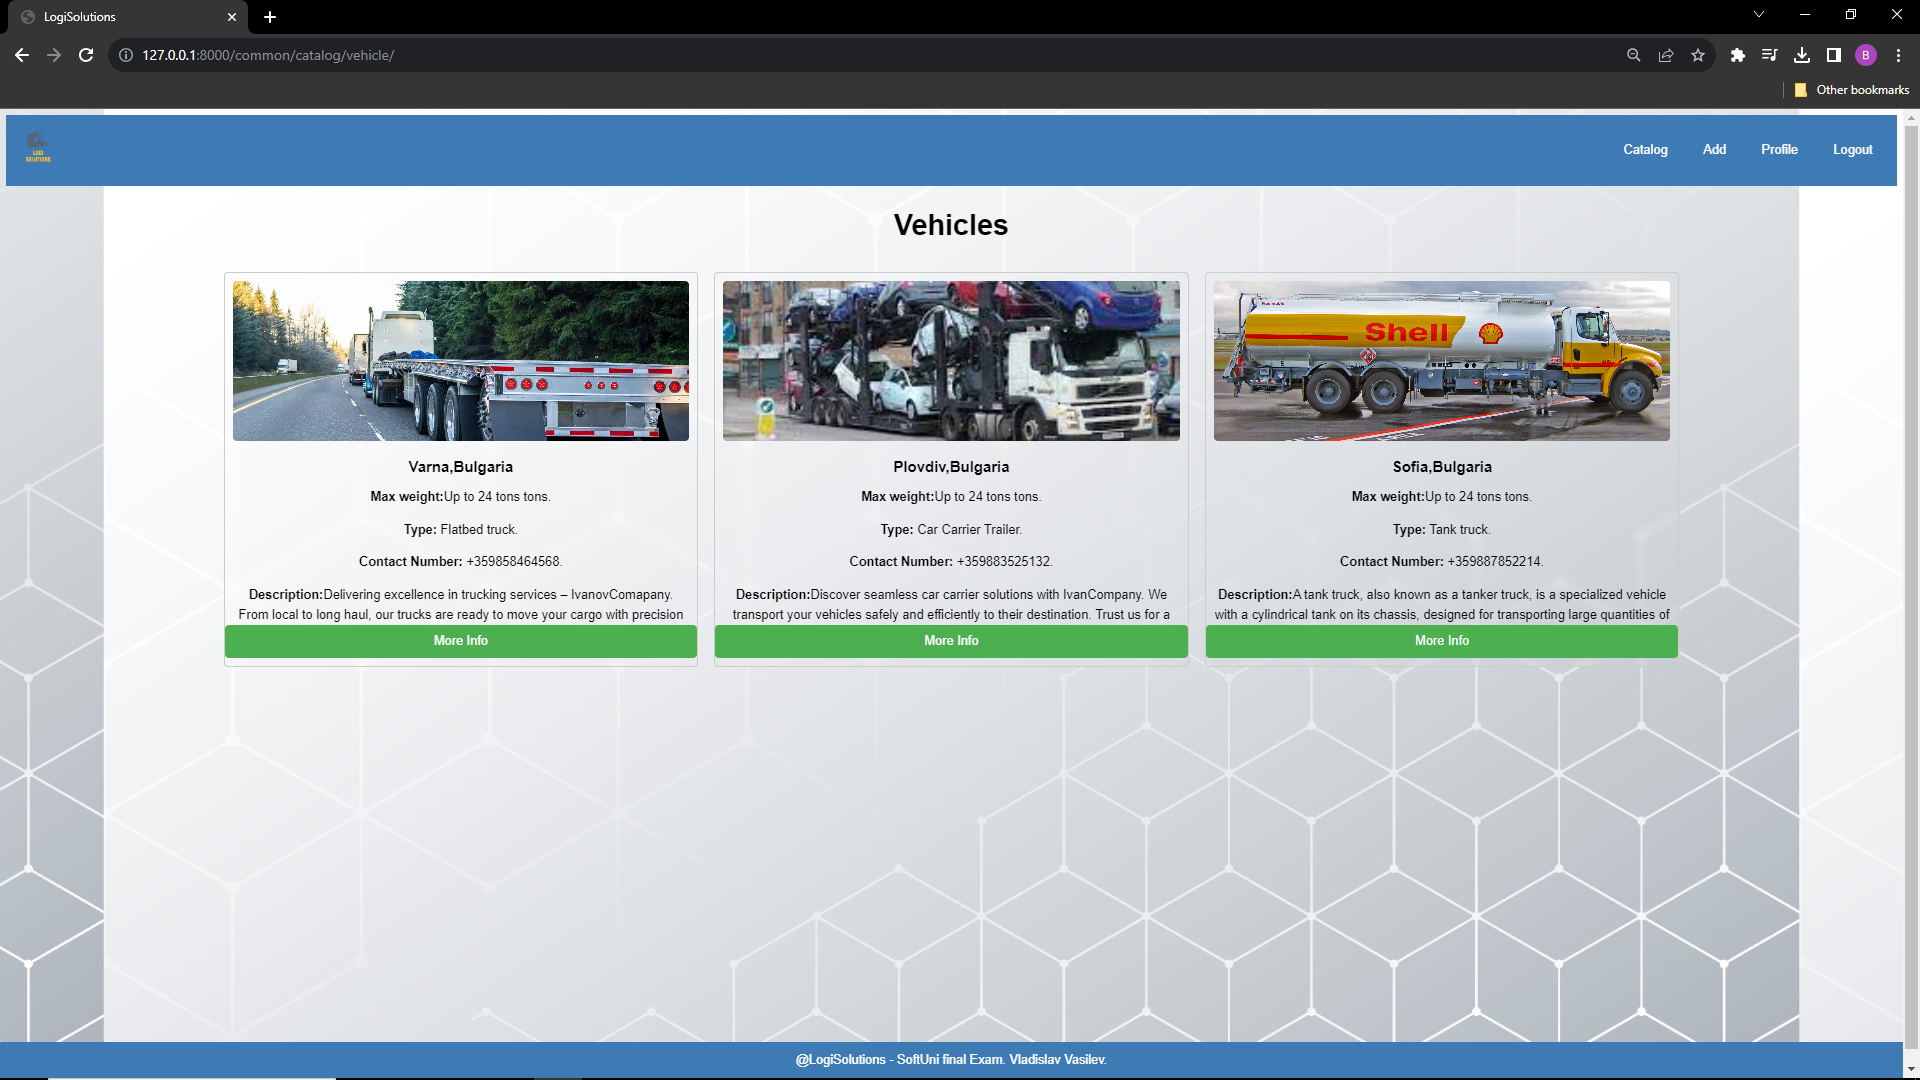 LogiSolutions
127.0.0.1:8000/common/catalog/vehicle/
B
Other bookmarks
LOGI
SOLUTIONS
Catalog
Add
Profile
Logout
Vehicles
Shell
Varna,Bulgaria
Max weight:Up to 24 tons tons.
Type: Flatbed truck.
Contact Number: +359858464568.
Description:Delivering excellence in trucking services – IvanovComapany.
From local to long haul, our trucks are ready to move your cargo with precision
More Info
Plovdiv,Bulgaria
Max weight:Up to 24 tons tons.
Type: Car Carrier Trailer.
Contact Number: +359883525132.
Description:Discover seamless car carrier solutions with IvanCompany. We
transport your vehicles safely and efficiently to their destination. Trust us for a
More Info
Sofia,Bulgaria
Max weight:Up to 24 tons tons.
Type: Tank truck.
Contact Number: +359887852214.
Description:A tank truck, also known as a tanker truck, is a specialized vehicle
with a cylindrical tank on its chassis, designed for transporting large quantities of
More Info
@LogiSolutions - SoftUni final Exam. Vladislav Vasilev.